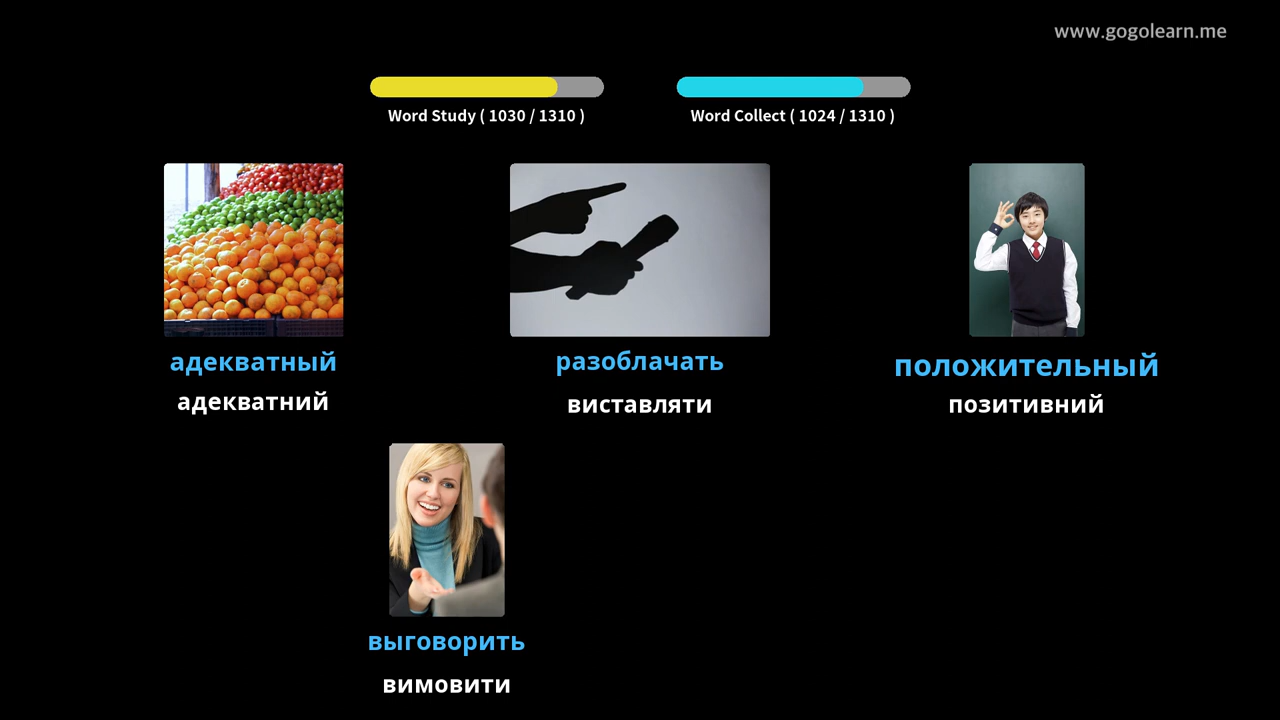 www.gogolearn.me
Word Study ( 1030 / 1310 )
Word Collect ( 1024 / 1310 )
адекватный
адекватний
разоблачать
виставляти
положительный
позитивний
выговорить
вимовити